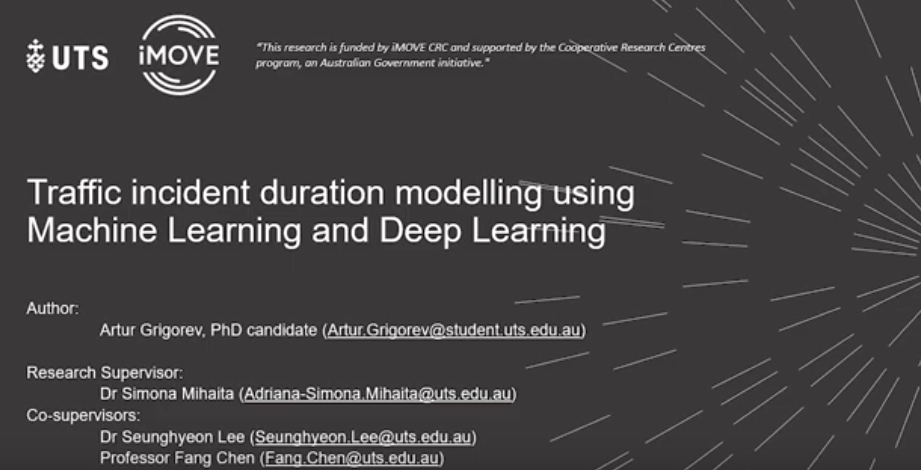 UTS
iMOVE
"This research is funded by iMOVE CRC and supported by the Cooperative Research Centres
program, an Australian Government initiative."
Traffic incident duration modelling using
Machine Learning and Deep Learning
Author:
Artur Grigorev, PhD candidate (Artur.Grigorev@student.uts.edu.au)
Research Supervisor:
Dr Simona Mihaita (Adriana-Simona.Mihaita@uts.edu.au)
Co-supervisors:
Dr Seunghyeon Lee (Seunghyeon.Lee@uts.edu.au)
Professor Fang Chen (Fang.Chen@uts.edu.au)